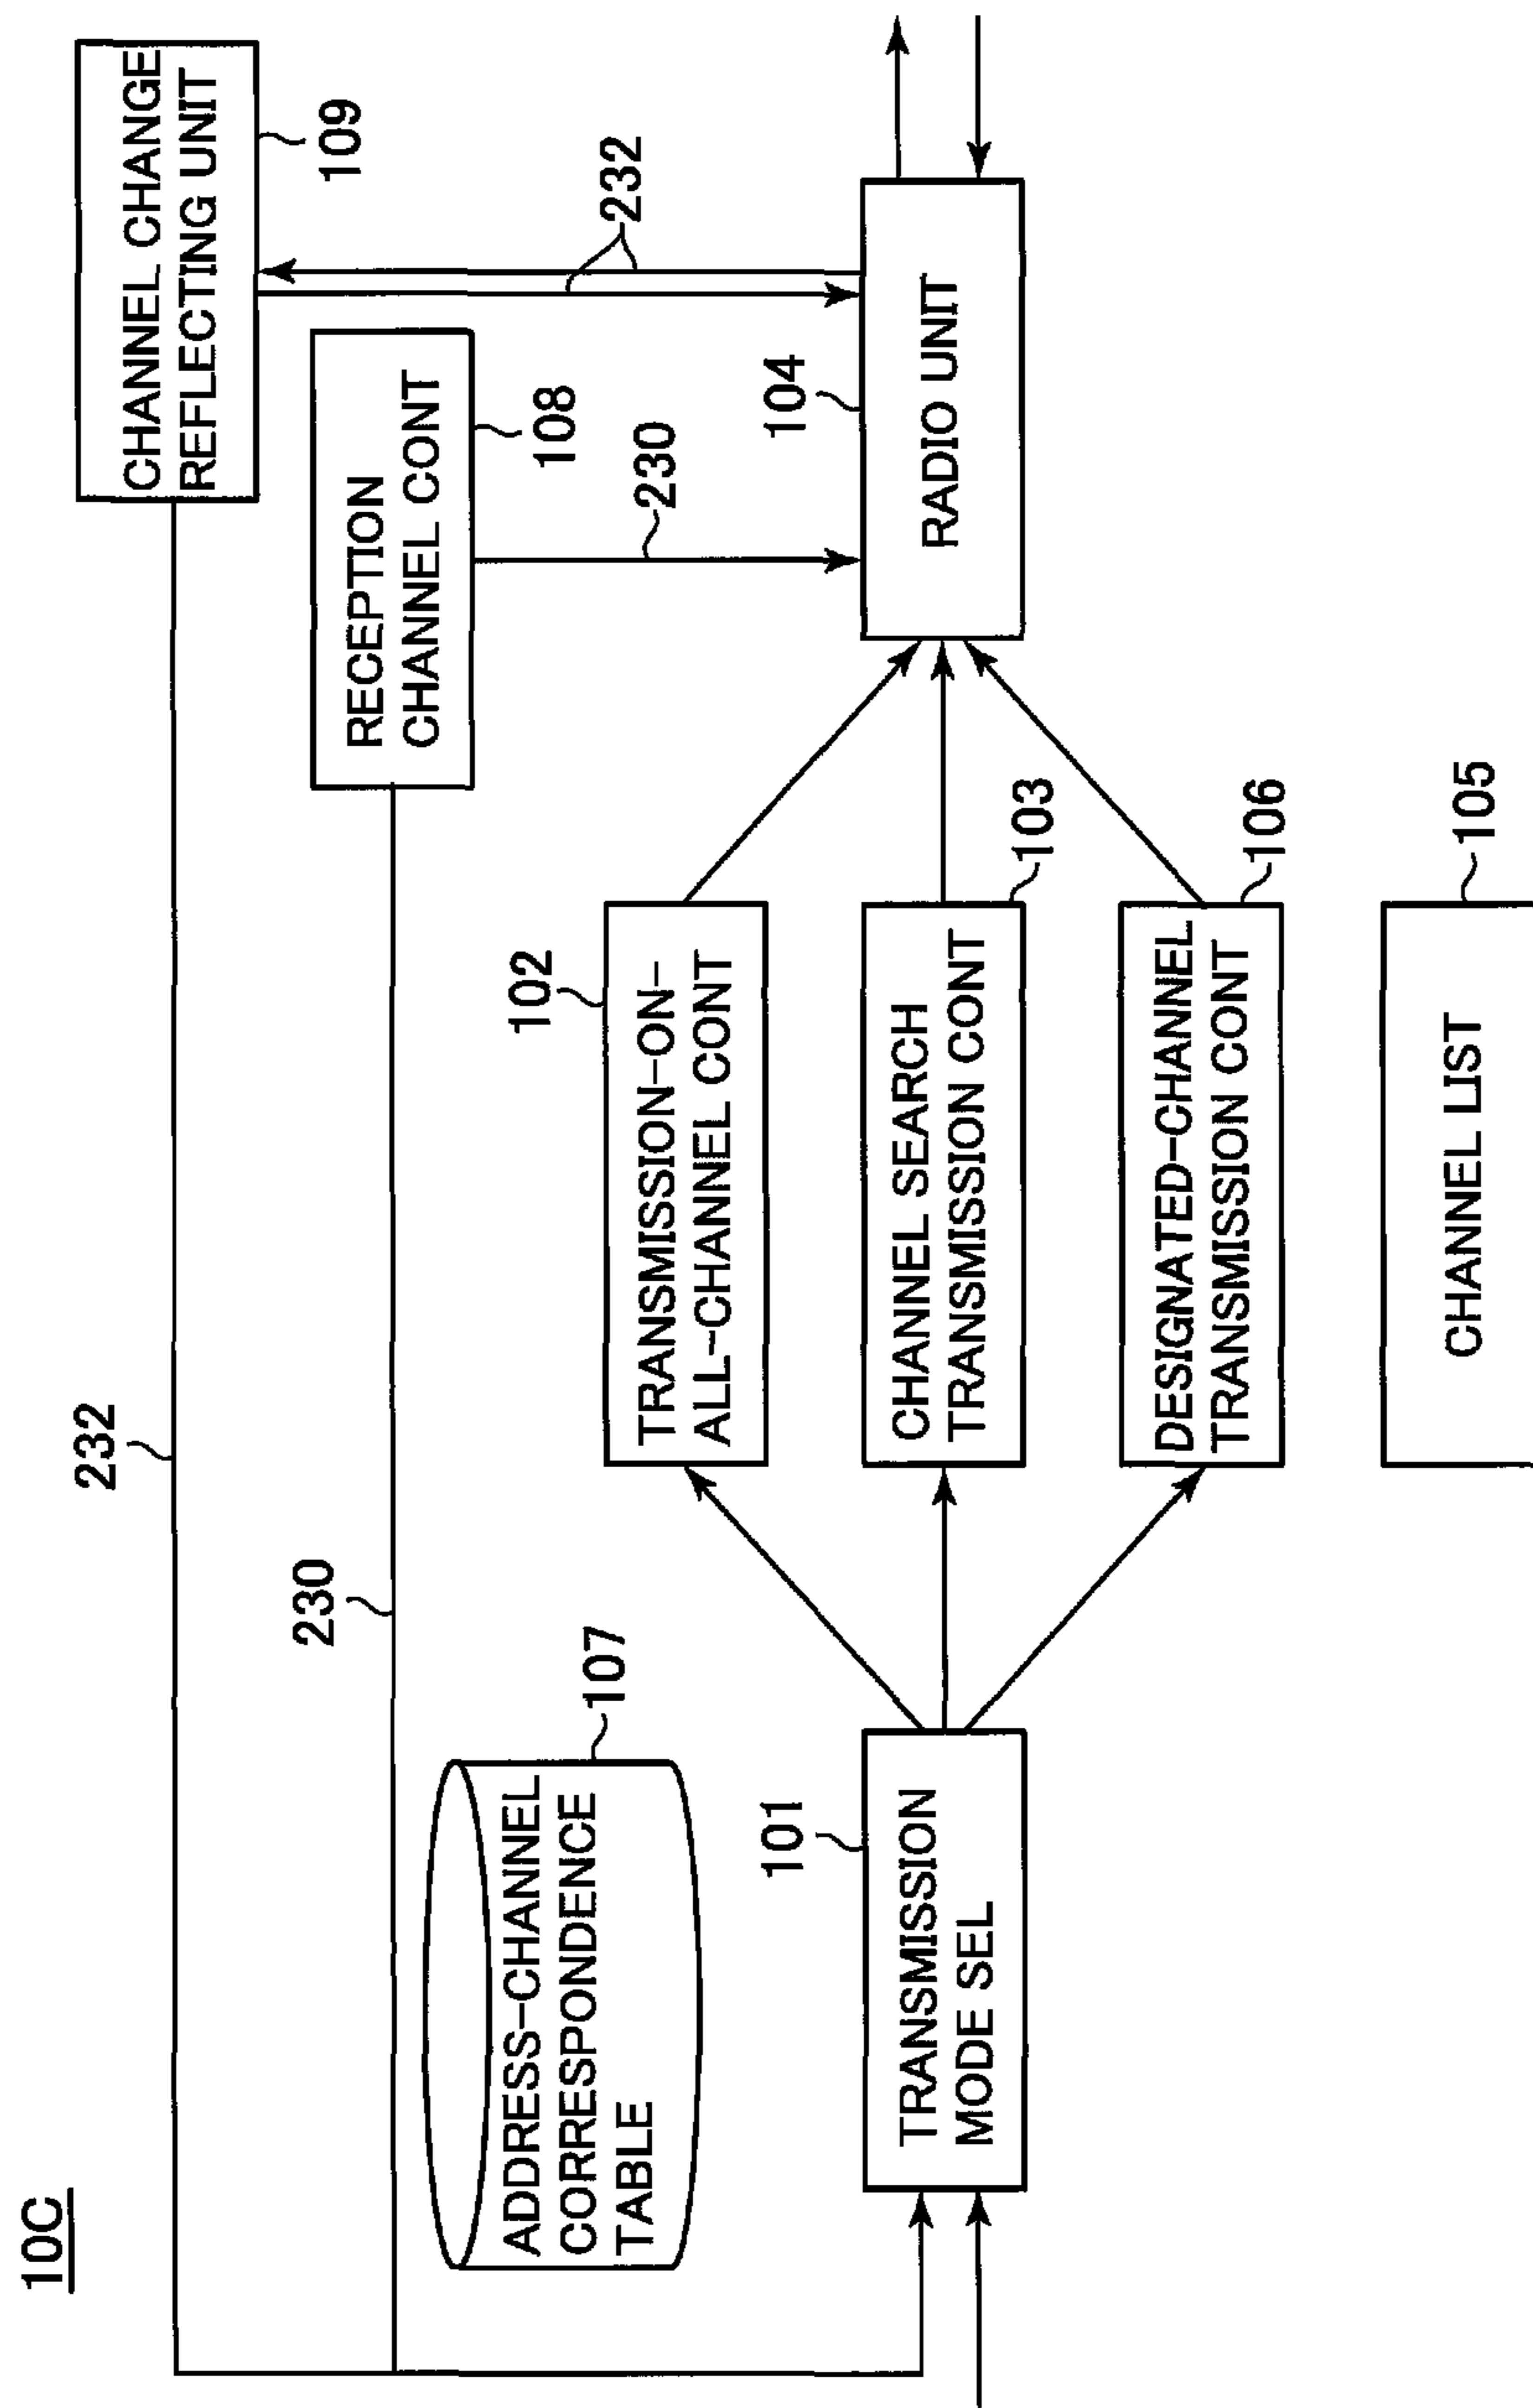 10C
232
CHANNEL CHANGE
REFLECTING UNIT
109
230
RECEPTION
CHANNEL CONT
108
232
230
ADDRESS-CHANNEL
CORRESPONDENCE
TABLE
107
102
TRANSMISSION-ON-
ALL-CHANNEL CONT
101
TRANSMISSION
MODE SEL
CHANNEL SEARCH
TRANSMISSION CONT
103
104
RADIO UNIT
DESIGNATED-CHANNEL
TRANSMISSION CONT
106
CHANNEL LIST
105